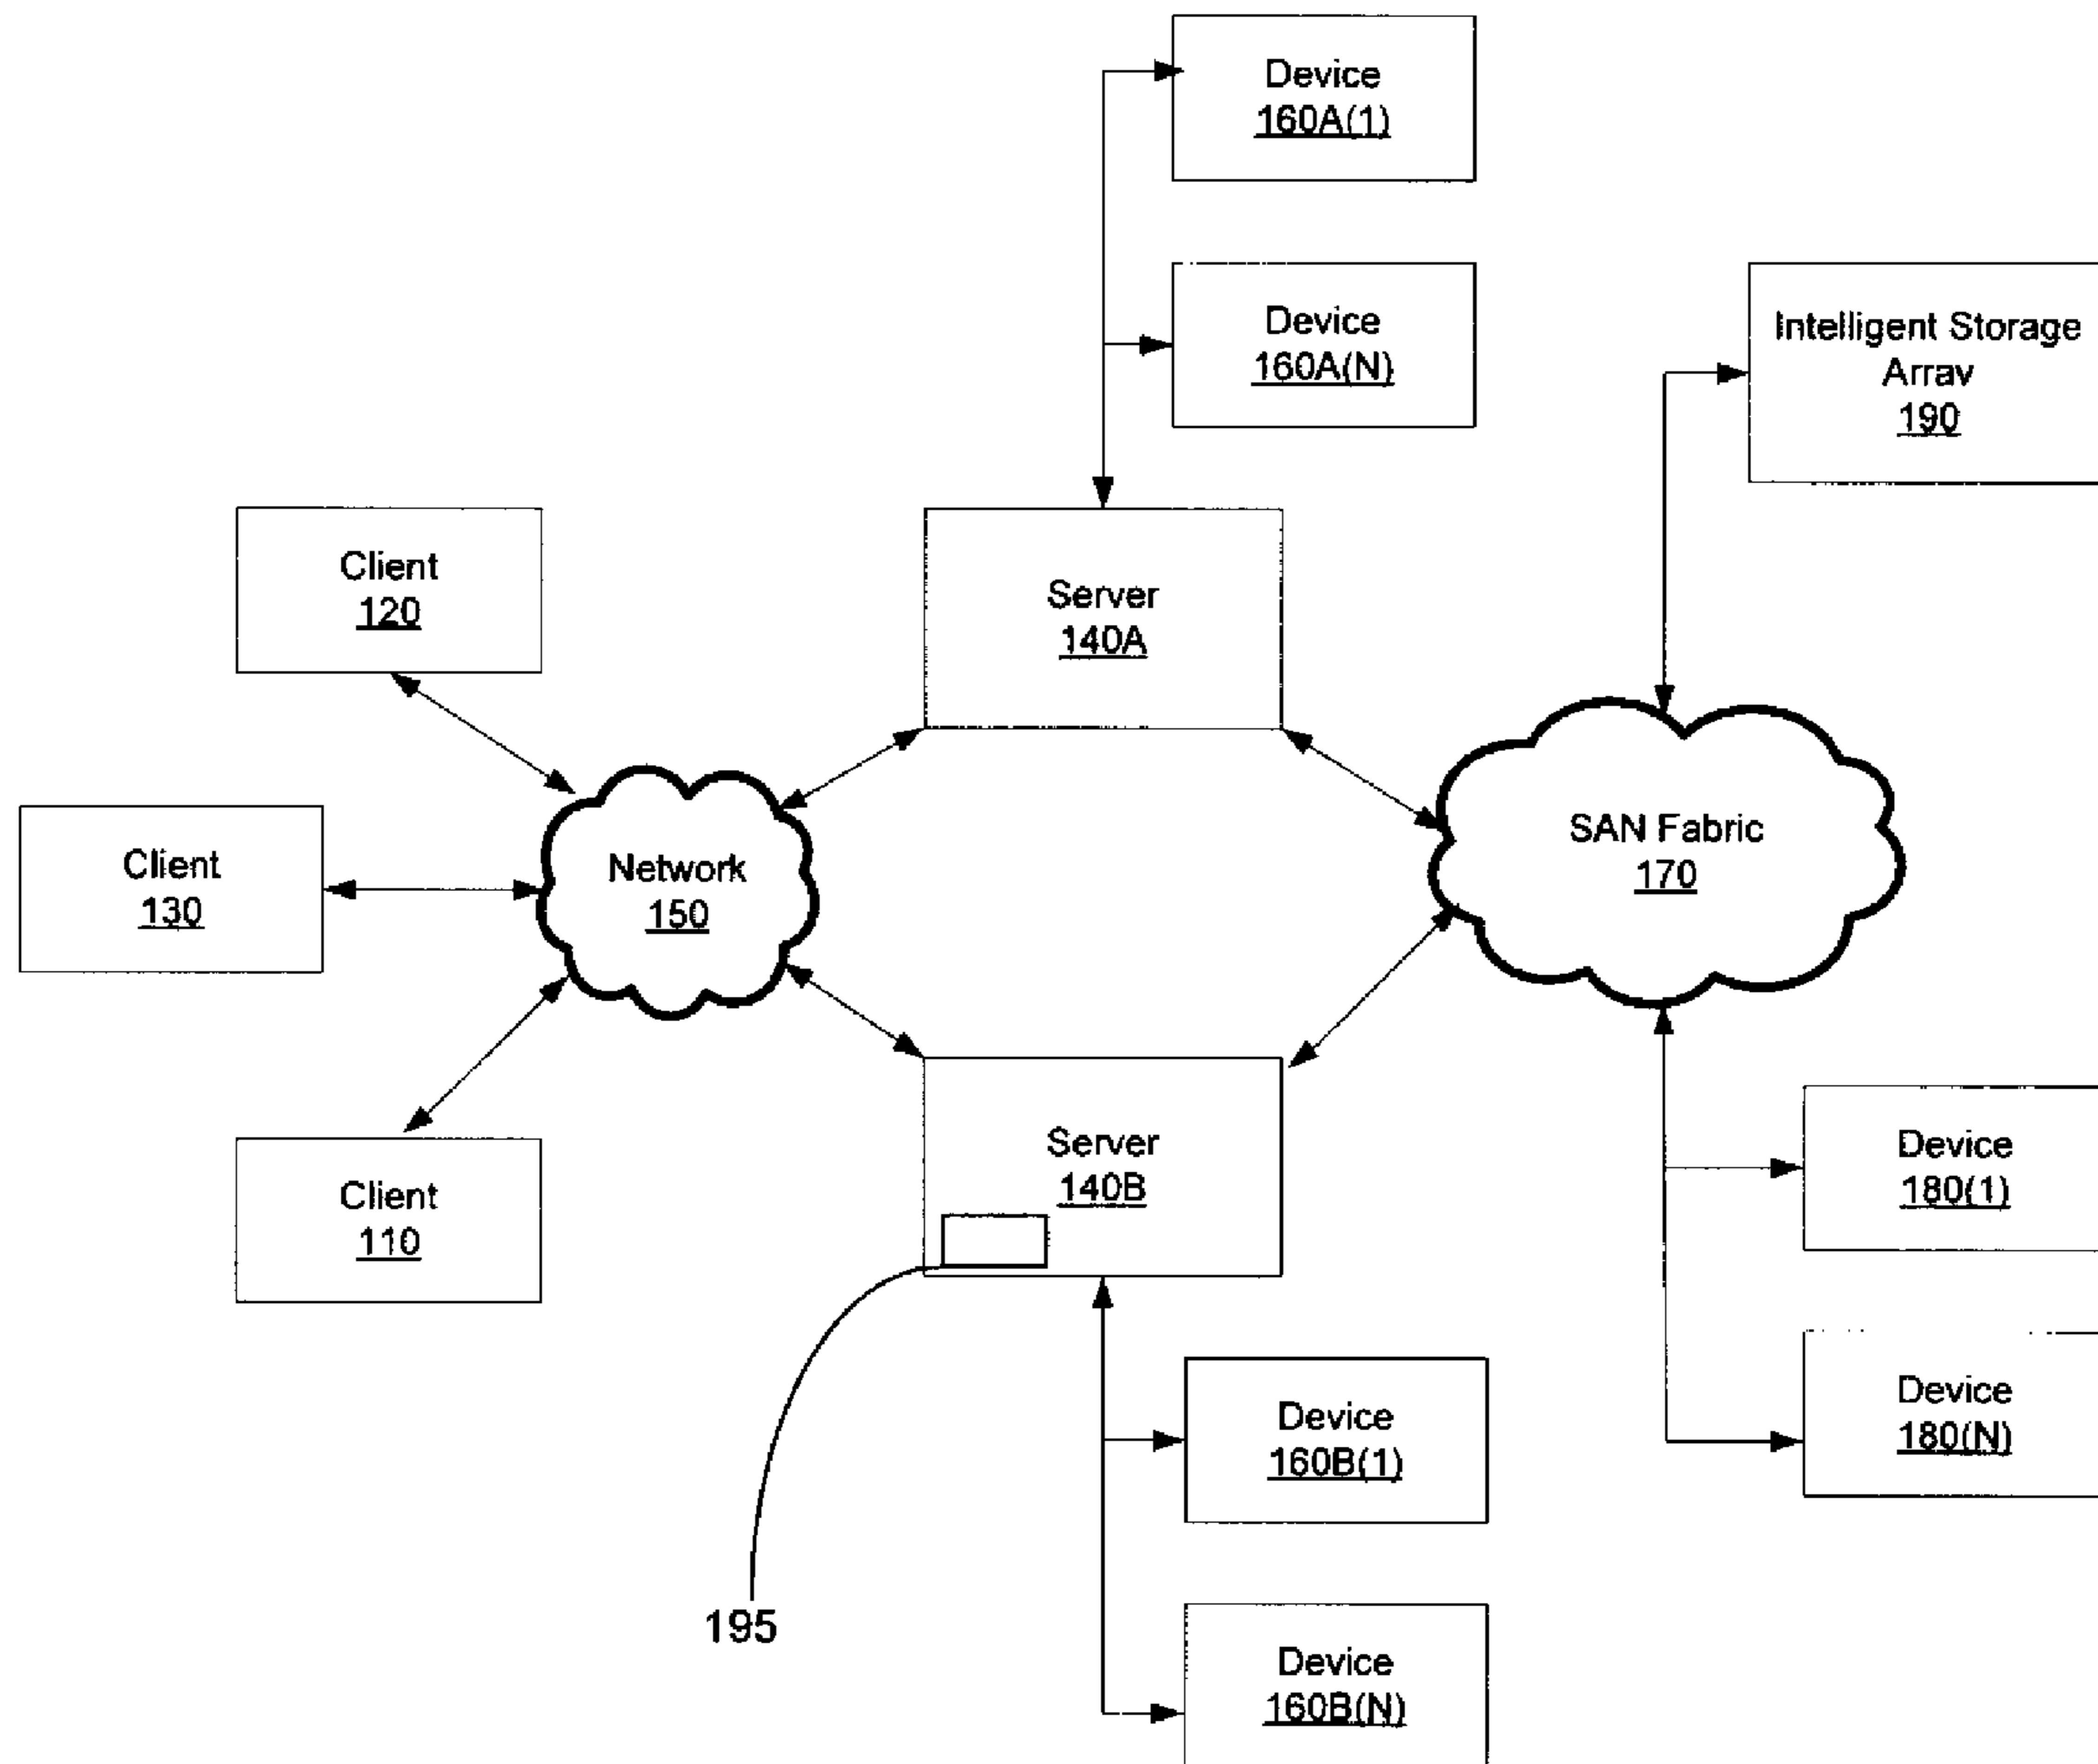 Device
160A(1)
Device
160A(N)
Intelligent Storage
Array
190
Client
120
Server
140A
Client
130
Network
150
SAN Fabric
170
Client
110
Server
140B
Device
180(1)
Device
180(N)
Device
160B(1)
195
Device
160B(N)